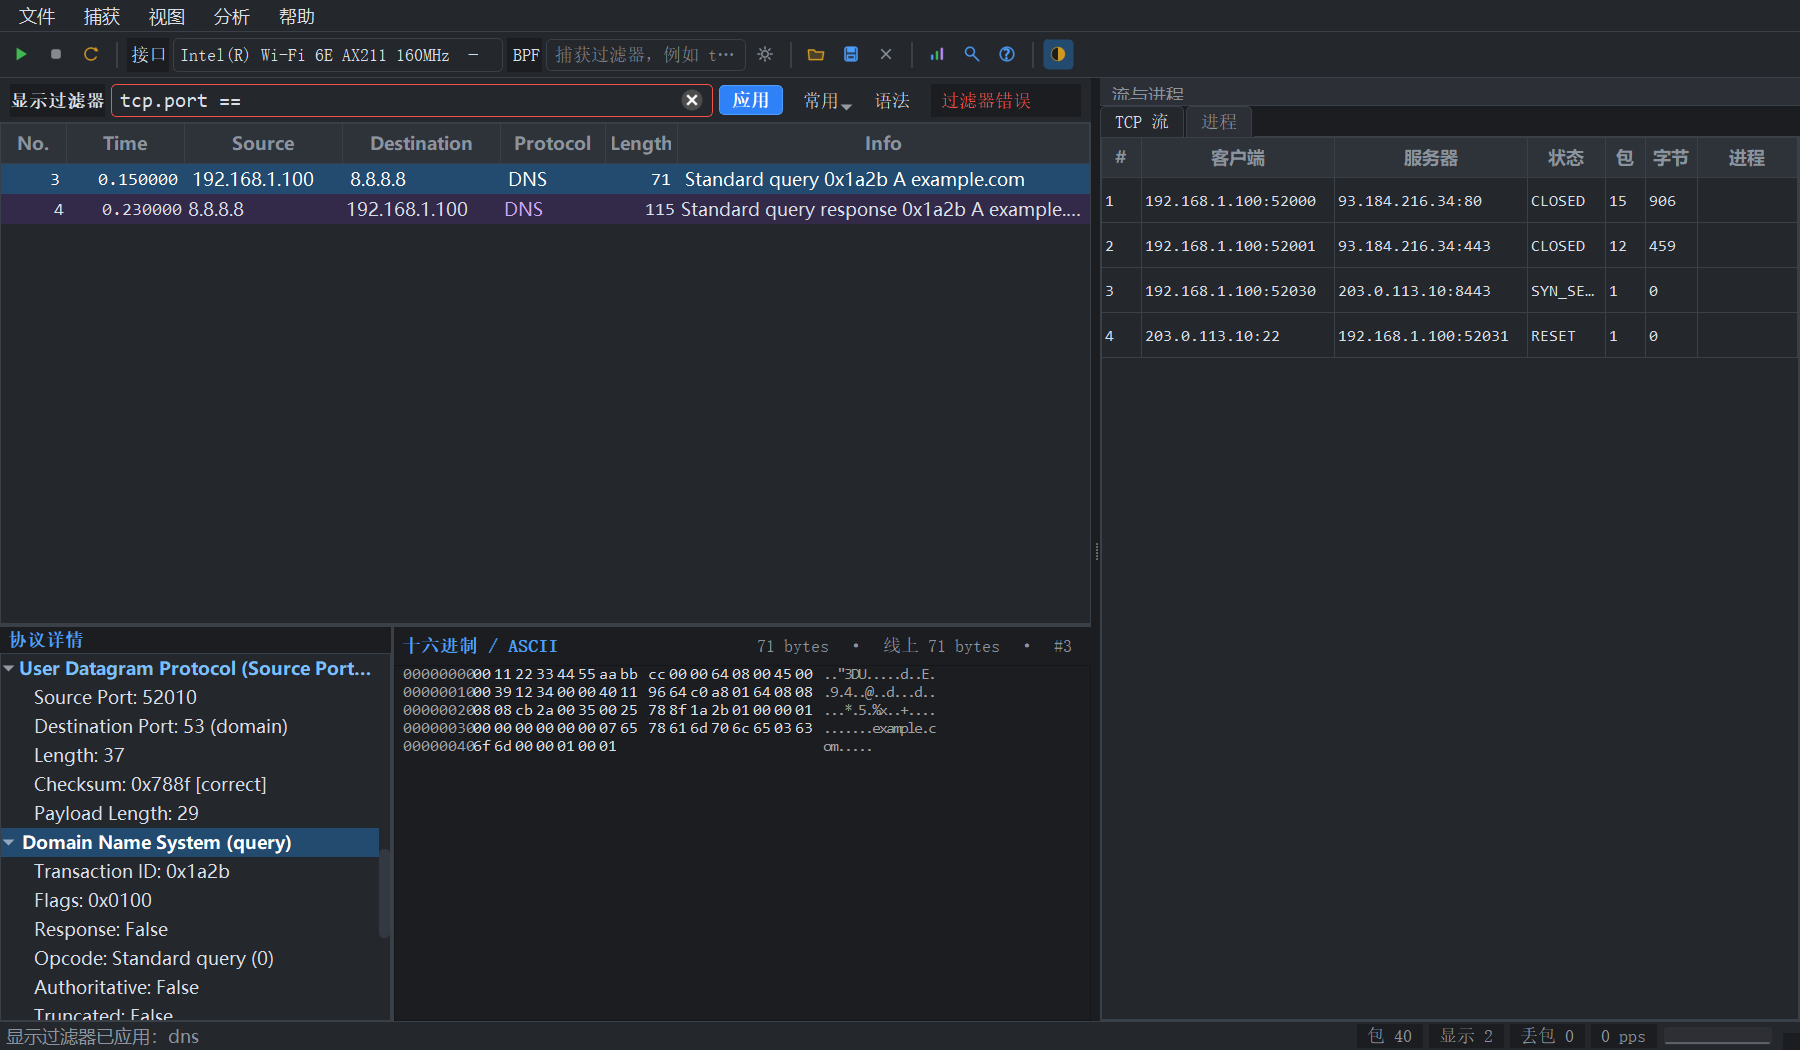 文件 捕获 视图 分析 帮助
接口 Intel(R) Wi-Fi 6E AX211 160MHz — BPF 捕获过滤器，例如 t…
显示过滤器 tcp.port == 应用 常用 语法 过滤器错误
No. Time Source Destination Protocol Length Info
3 0.150000 192.168.1.100 8.8.8.8 DNS 71 Standard query 0x1a2b A example.com
4 0.230000 8.8.8.8 192.168.1.100 DNS 115 Standard query response 0x1a2b A example....
流与进程
TCP 流 进程
# 客户端 服务器 状态 包 字节 进程
1 192.168.1.100:52000 93.184.216.34:80 CLOSED 15 906
2 192.168.1.100:52001 93.184.216.34:443 CLOSED 12 459
3 192.168.1.100:52030 203.0.113.10:8443 SYN_SE… 1 0
4 203.0.113.10:22 192.168.1.100:52031 RESET 1 0
协议详情
User Datagram Protocol (Source Port...
Source Port: 52010
Destination Port: 53 (domain)
Length: 37
Checksum: 0x788f [correct]
Payload Length: 29
Domain Name System (query)
Transaction ID: 0x1a2b
Flags: 0x0100
Response: False
Opcode: Standard query (0)
Authoritative: False
Truncated: False
十六进制 / ASCII 71 bytes • 线上 71 bytes • #3
00000000 00 11 22 33 44 55 aa bb cc 00 00 64 08 00 45 00 .."3DU.....d..E.
00000010 00 39 12 34 00 00 40 11 96 64 c0 a8 01 64 08 08 .9.4..@..d...d..
00000020 08 08 cb 2a 00 35 00 25 78 8f 1a 2b 01 00 00 01 ...*.5.%x..+....
00000030 00 00 00 00 00 00 07 65 78 61 6d 70 6c 65 03 63 .......example.c
00000040 6f 6d 00 00 01 00 01 om.....
显示过滤器已应用：dns
包 40 显示 2 丢包 0 0 pps